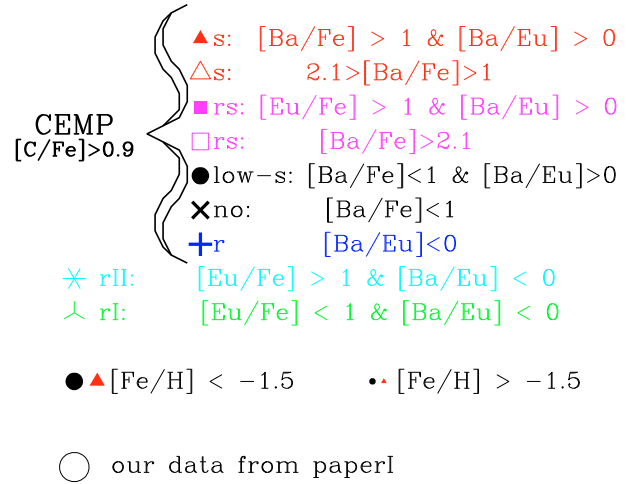 s: [Ba/Fe] > 1 & [Ba/Eu] > 0
s: 2.1>[Ba/Fe]>1
rs: [Eu/Fe] > 1 & [Ba/Eu] > 0
CEMP
rs: [Ba/Fe]>2.1
[C/Fe]>0.9
low-s: [Ba/Fe]<1 & [Ba/Eu]>0
no: [Ba/Fe]<1
r [Ba/Eu]<0
rII: [Eu/Fe] > 1 & [Ba/Eu] < 0
rI: [Eu/Fe] < 1 & [Ba/Eu] < 0
[Fe/H] < -1.5 [Fe/H] > -1.5
our data from paperI